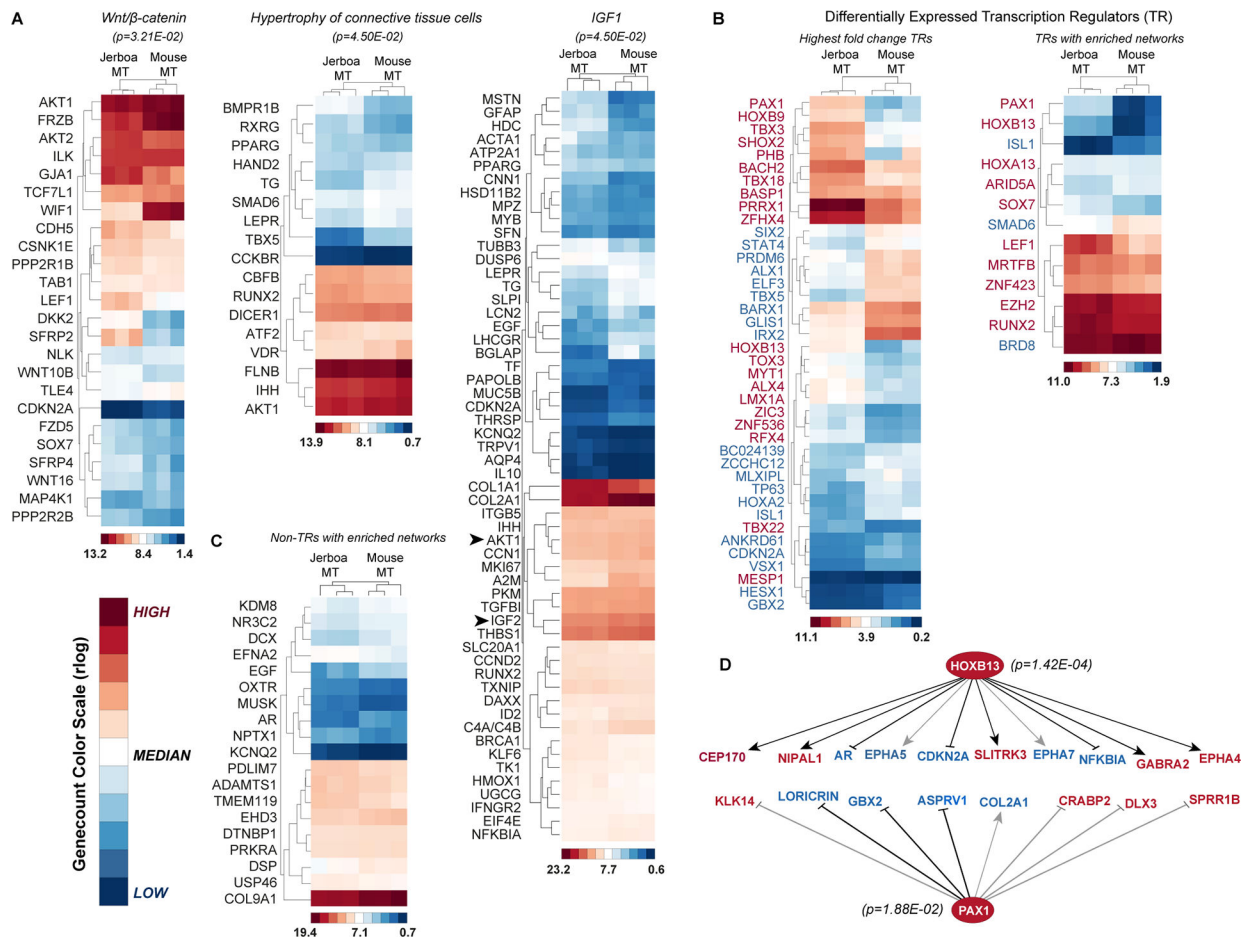 A
Wnt/β-catenin
(p=3.21E-02)
Jerboa Mouse
MT MT
AKT1
FRZB
AKT2
ILK
GJA1
TCF7L1
WIF1
CDH5
CSNK1E
PPP2R1B
TAB1
LEF1
DKK2
SFRP2
NLK
WNT10B
TLE4
CDKN2A
FZD5
SOX7
SFRP4
WNT16
MAP4K1
PPP2R2B
13.2 8.4 1.4
Hypertrophy of connective tissue cells
(p=4.50E-02)
Jerboa Mouse
MT MT
BMPR1B
RXRG
PPARG
HAND2
TG
SMAD6
LEPR
TBX5
CCKBR
CBFB
RUNX2
DICER1
ATF2
VDR
FLNB
IHH
AKT1
13.9 8.1 0.7
IGF1
(p=4.50E-02)
Jerboa Mouse
MT MT
MSTN
GFAP
HDC
ACTA1
ATP2A1
PPARG
CNN1
HSD11B2
MPZ
MYB
SFN
TUBB3
DUSP6
LEPR
TG
SLPI
LCN2
EGF
LHCGR
BGLAP
TF
PAPOLB
MUC5B
CDKN2A
THRSP
KCNQ2
TRPV1
AQP4
IL10
COL1A1
COL2A1
ITGB5
IHH
AKT1
CCN1
MKI67
A2M
PKM
TGFBI
IGF2
THBS1
SLC20A1
CCND2
RUNX2
TXNIP
DAXX
ID2
C4A/C4B
BRCA1
KLF6
TK1
HMOX1
UGCG
IFNGR2
EIF4E
NFKBIA
23.2 7.7 0.6
Genecount Color Scale (rlog)
HIGH
MEDIAN
LOW
B
Differentially Expressed Transcription Regulators (TR)
Highest fold change TRs
Jerboa Mouse
MT MT
PAX1
HOXB9
TBX3
SHOX2
PHB
BACH2
TBX18
BASP1
PRRX1
ZFHX4
SIX2
STAT4
PRDM6
ALX1
ELF3
TBX5
BARX1
GLIS1
IRX2
HOXB13
TOX3
MYT1
ALX4
LMX1A
ZIC3
ZNF536
RFX4
BC024139
ZCCHC12
MLXIPL
TP63
HOXA2
ISL1
TBX22
ANKRD61
CDKN2A
VSX1
MESP1
HESX1
GBX2
11.1 3.9 0.2
TRs with enriched networks
Jerboa Mouse
MT MT
PAX1
HOXB13
ISL1
HOXA13
ARID5A
SOX7
SMAD6
LEF1
MRTFB
ZNF423
EZH2
RUNX2
BRD8
11.0 7.3 1.9
C
Non-TRs with enriched networks
Jerboa Mouse
MT MT
KDM8
NR3C2
DCX
EFNA2
EGF
OXTR
MUSK
AR
NPTX1
KCNQ2
PDLIM7
ADAMTS1
TMEM119
EHD3
DTNBP1
PRKRA
DSP
USP46
COL9A1
19.4 7.1 0.7
D
HOXB13 (p=1.42E-04)
CEP170 NIPAL1 AR EPHA5 CDKN2A SLITRK3 EPHA7 NFKBIA GABRA2 EPHA4
KLK14 LORICRIN GBX2 ASPRV1 COL2A1 CRABP2 DLX3 SPRR1B
(p=1.88E-02) PAX1